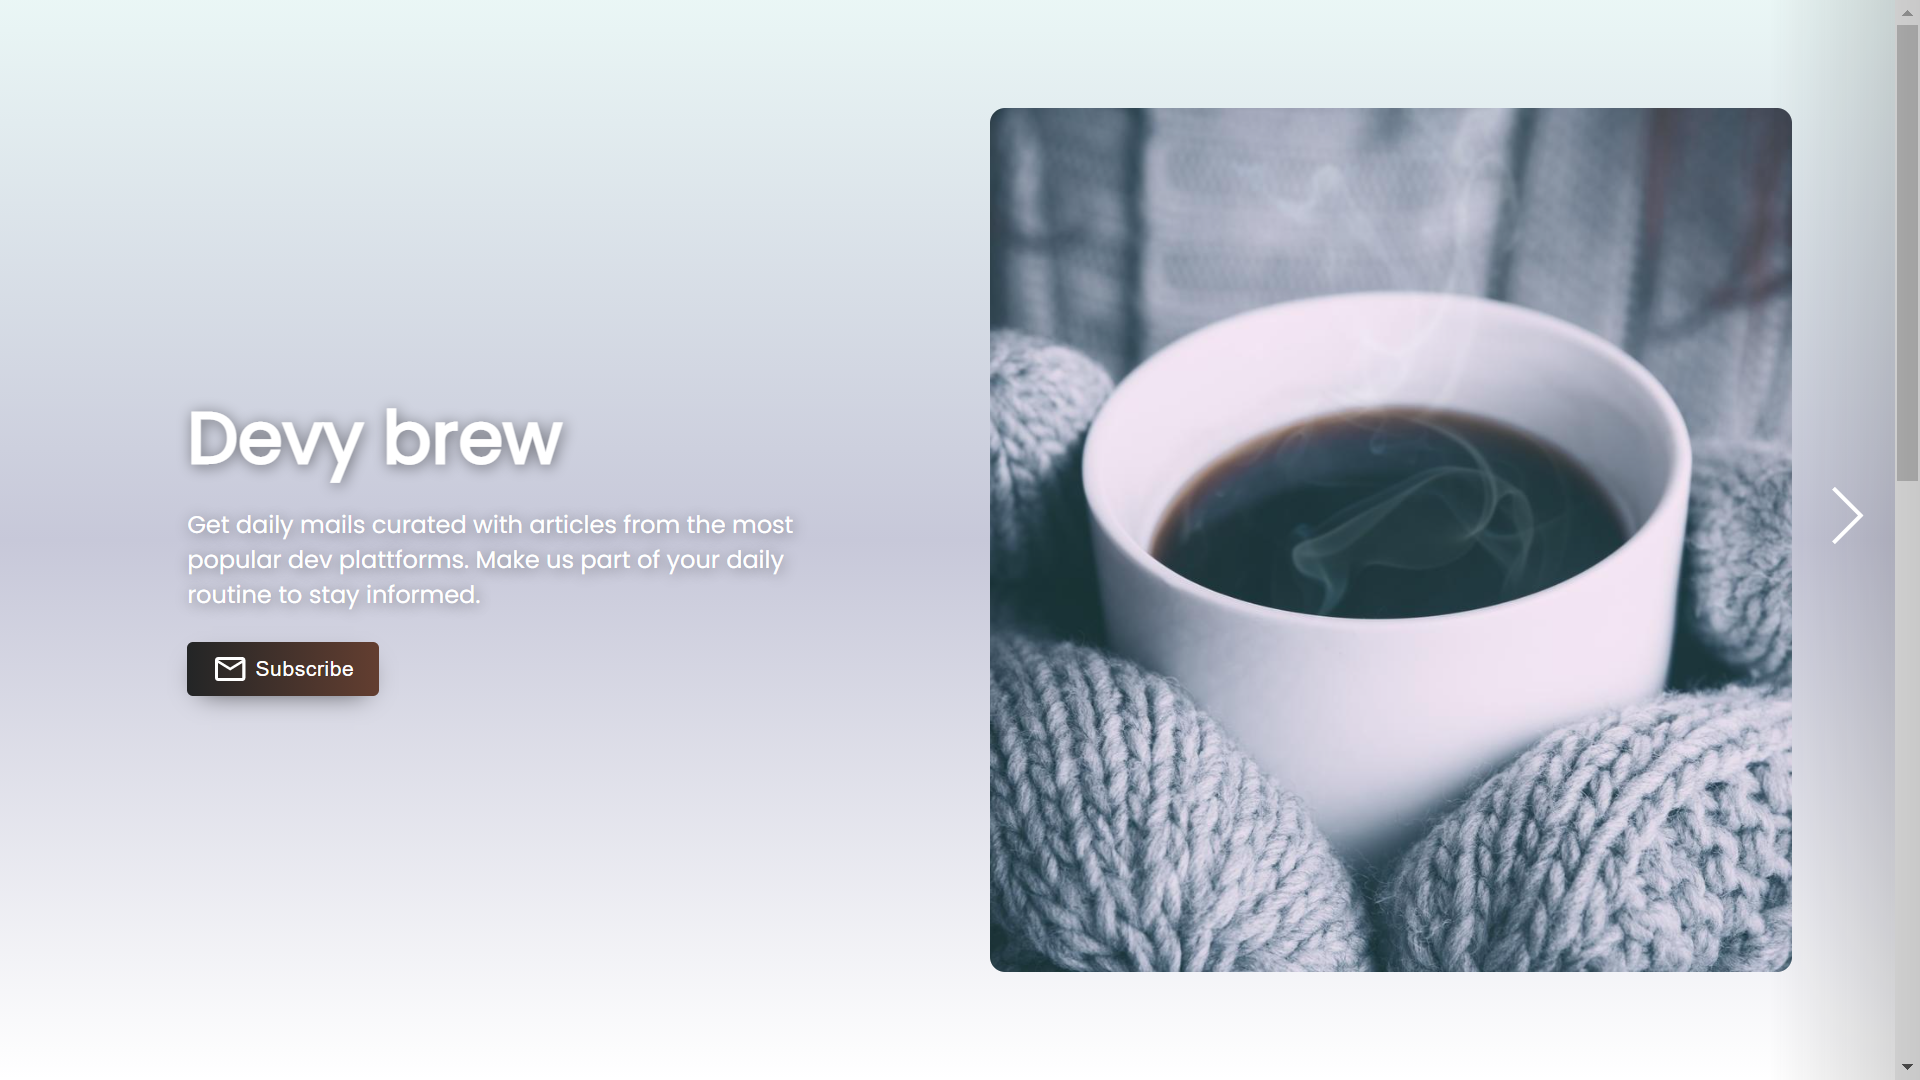 Devy brew
Get daily mails curated with articles from the most
popular dev plattforms. Make us part of your daily
routine to stay informed.
Subscribe